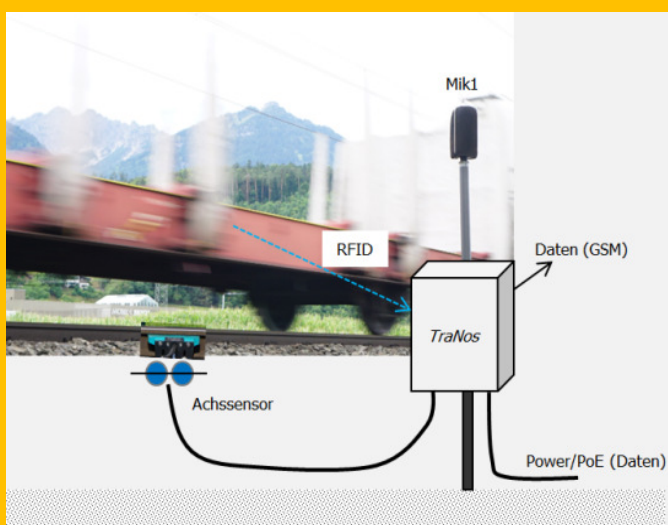 Mik1
RFID
Daten (GSM)
TraNos
Achssensor
Power/PoE (Daten)